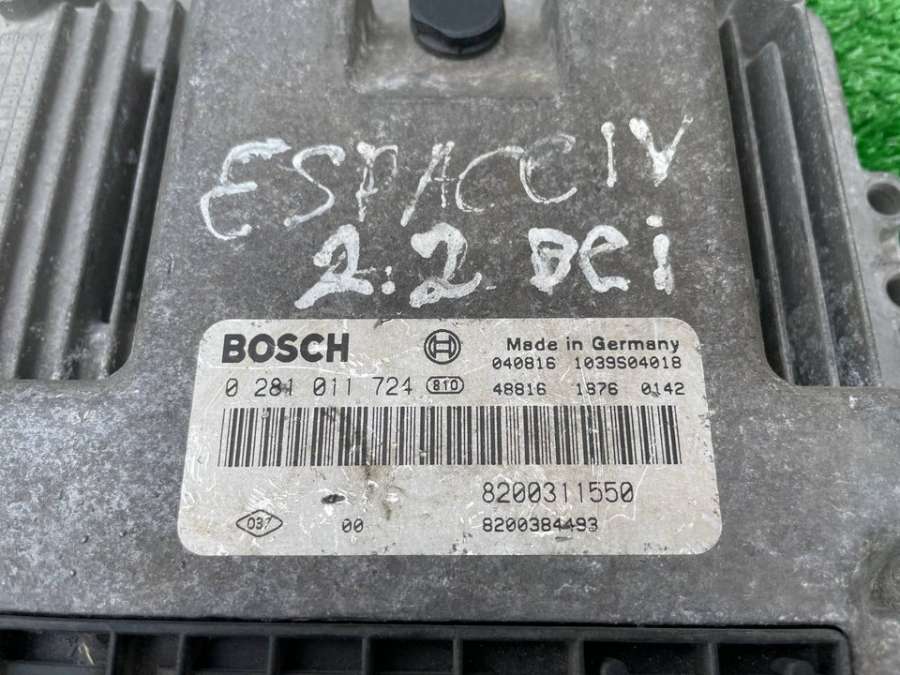 ESPACC IV
2.2 DCi
BOSCH Made in Germany
040816 1039S04018
0 281 011 724 810 48816 1876 0142
8200311550
037 00 8200384493